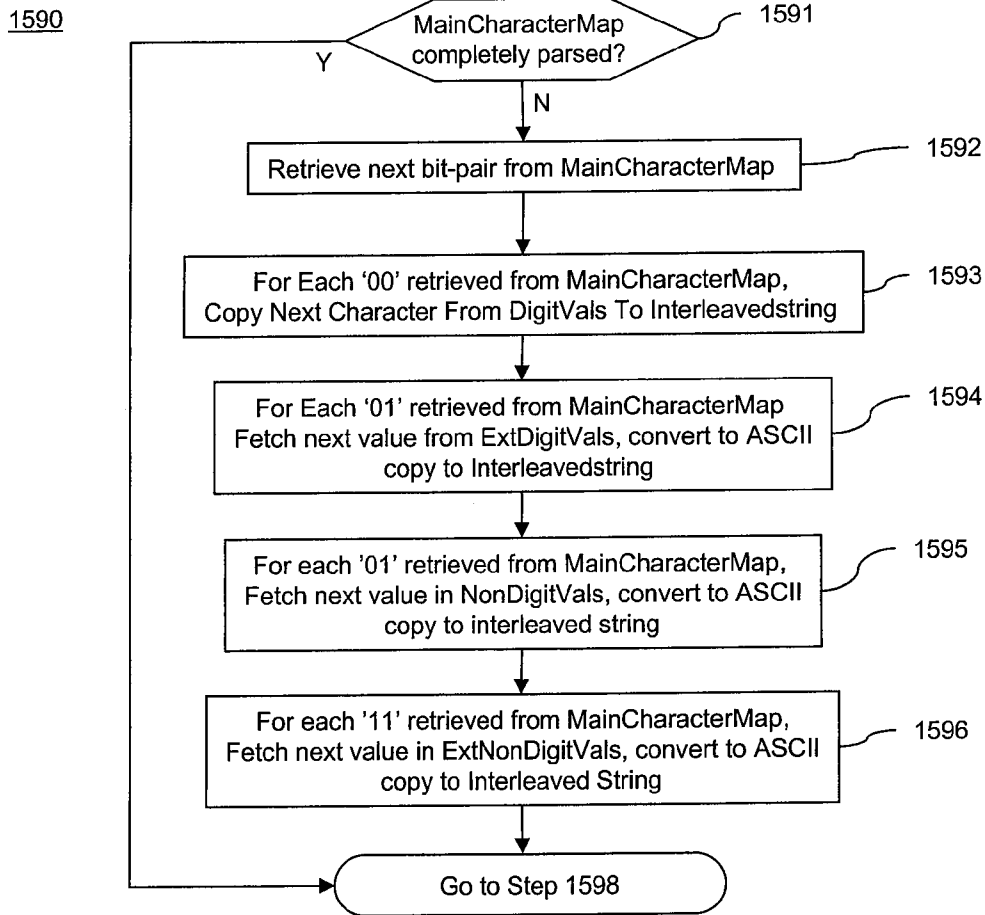 1590
MainCharacterMap
completely parsed?
1591
Y
N
Retrieve next bit-pair from MainCharacterMap
1592
For Each '00' retrieved from MainCharacterMap,
Copy Next Character From DigitVals To Interleavedstring
1593
For Each '01' retrieved from MainCharacterMap
Fetch next value from ExtDigitVals, convert to ASCII
copy to Interleavedstring
1594
For each '01' retrieved from MainCharacterMap,
Fetch next value in NonDigitVals, convert to ASCII
copy to interleaved string
1595
For each '11' retrieved from MainCharacterMap,
Fetch next value in ExtNonDigitVals, convert to ASCII
copy to Interleaved String
1596
Go to Step 1598